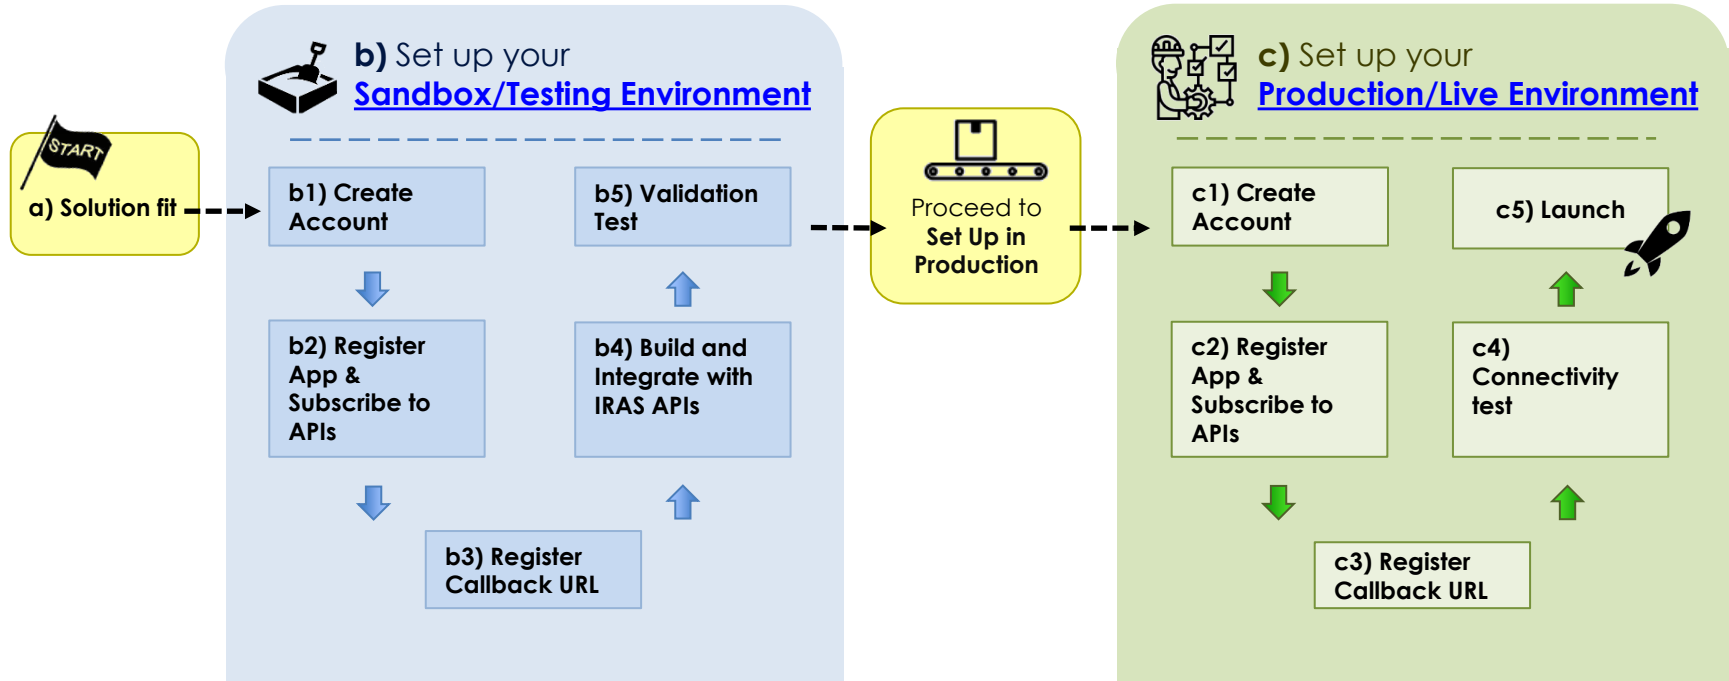 START
a) Solution fit
b) Set up your
Sandbox/Testing Environment
b1) Create
Account
b2) Register
App &
Subscribe to
APIs
b3) Register
Callback URL
b4) Build and
Integrate with
IRAS APIs
b5) Validation
Test
Proceed to
Set Up in
Production
c) Set up your
Production/Live Environment
c1) Create
Account
c2) Register
App &
Subscribe to
APIs
c3) Register
Callback URL
c4)
Connectivity
test
c5) Launch